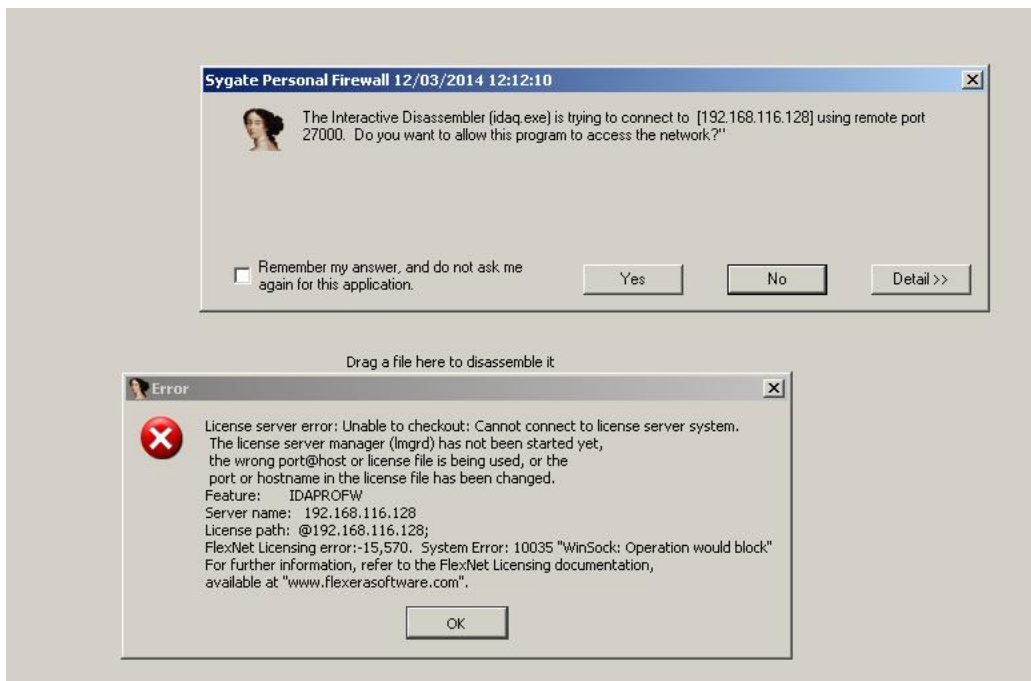 Sygate Personal Firewall 12/03/2014 12:12:10
The Interactive Disassembler (idaq.exe) is trying to connect to [192.168.116.128] using remote port
27000. Do you want to allow this program to access the network?"
Remember my answer, and do not ask me
again for this application.
Yes
No
Detail >>
Drag a file here to disassemble it
Error
License server error: Unable to checkout: Cannot connect to license server system.
The license server manager (lmgrd) has not been started yet,
the wrong port@host or license file is being used, or the
port or hostname in the license file has been changed.
Feature: IDAPROFW
Server name: 192.168.116.128
License path: @192.168.116.128;
FlexNet Licensing error:-15,570. System Error: 10035 "WinSock: Operation would block"
For further information, refer to the FlexNet Licensing documentation,
available at "www.flexerasoftware.com".
OK